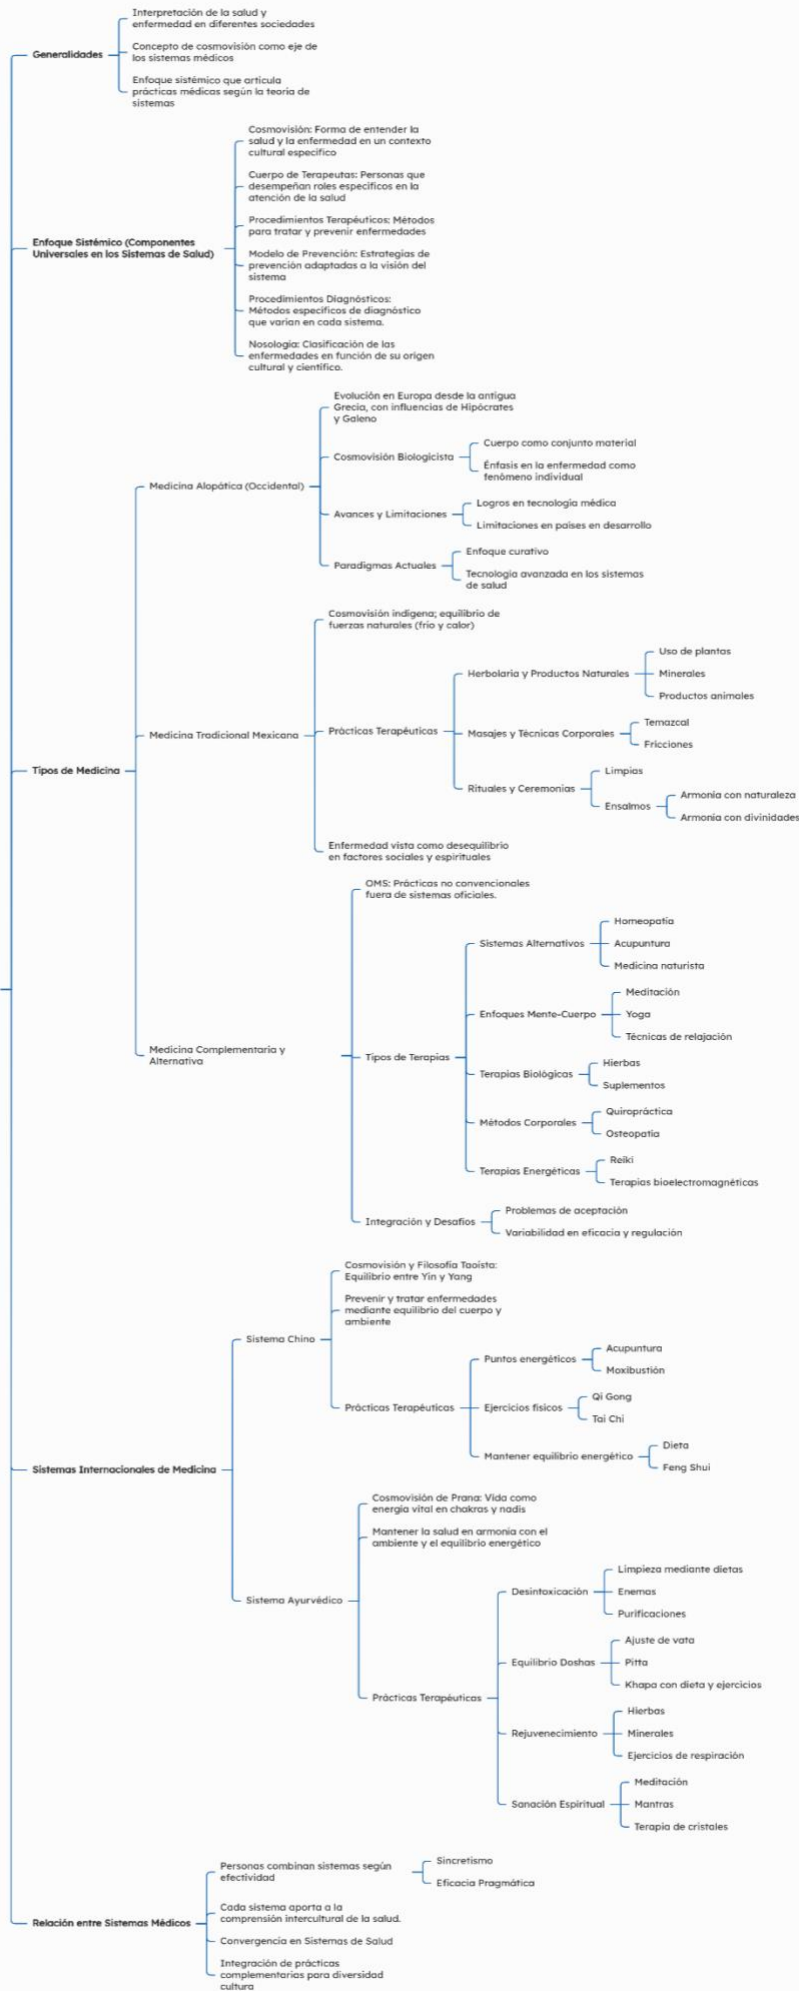 Generalidades
Interpretación de la salud y
enfermedad en diferentes sociedades
Concepto de cosmovisión como eje de
los sistemas médicos
Enfoque sistémico que articula
prácticas médicas según la teoría de
sistemas
Enfoque Sistémico (Componentes
Universales en los Sistemas de Salud)
Cosmovisión: Forma de entender la
salud y la enfermedad en un contexto
cultural específico
Cuerpo de Terapeutas: Personas que
desempeñan roles específicos en la
atención de la salud
Procedimientos Terapéuticos: Métodos
para tratar y prevenir enfermedades
Modelo de Prevención: Estrategias de
prevención adaptadas a la visión del
sistema
Procedimientos Diagnósticos:
Métodos específicos de diagnóstico
que varían en cada sistema.
Nosología: Clasificación de las
enfermedades en función de su origen
cultural y científico.
Tipos de Medicina
Medicina Alopática (Occidental)
Evolución en Europa desde la antigua
Grecia, con influencias de Hipócrates
y Galeno
Cosmovisión Biologicista
Cuerpo como conjunto material
Énfasis en la enfermedad como
fenómeno individual
Avances y Limitaciones
Logros en tecnología médica
Limitaciones en países en desarrollo
Paradigmas Actuales
Enfoque curativo
Tecnología avanzada en los sistemas
de salud
Medicina Tradicional Mexicana
Cosmovisión indígena; equilibrio de
fuerzas naturales (frío y calor)
Prácticas Terapéuticas
Herbolaria y Productos Naturales
Uso de plantas
Minerales
Productos animales
Masajes y Técnicas Corporales
Temazcal
Fricciones
Rituales y Ceremonias
Limpias
Ensalmos
Armonía con naturaleza
Armonía con divinidades
Enfermedad vista como desequilibrio
en factores sociales y espirituales
Medicina Complementaria y
Alternativa
OMS: Prácticas no convencionales
fuera de sistemas oficiales.
Tipos de Terapias
Sistemas Alternativos
Homeopatía
Acupuntura
Medicina naturista
Enfoques Mente-Cuerpo
Meditación
Yoga
Técnicas de relajación
Terapias Biológicas
Hierbas
Suplementos
Métodos Corporales
Quiropráctica
Osteopatía
Terapias Energéticas
Reiki
Terapias bioelectromagnéticas
Integración y Desafíos
Problemas de aceptación
Variabilidad en eficacia y regulación
Sistemas Internacionales de Medicina
Sistema Chino
Cosmovisión y Filosofía Taoísta:
Equilibrio entre Yin y Yang
Prevenir y tratar enfermedades
mediante equilibrio del cuerpo y
ambiente
Prácticas Terapéuticas
Puntos energéticos
Acupuntura
Moxibustión
Ejercicios físicos
Qi Gong
Tai Chi
Mantener equilibrio energético
Dieta
Feng Shui
Sistema Ayurvédico
Cosmovisión de Prana: Vida como
energía vital en chakras y nadis
Mantener la salud en armonía con el
ambiente y el equilibrio energético
Prácticas Terapéuticas
Desintoxicación
Limpieza mediante dietas
Enemas
Purificaciones
Equilibrio Doshas
Ajuste de vata
Pitta
Khapa con dieta y ejercicios
Rejuvenecimiento
Hierbas
Minerales
Ejercicios de respiración
Sanación Espiritual
Meditación
Mantras
Terapia de cristales
Relación entre Sistemas Médicos
Personas combinan sistemas según
efectividad
Sincretismo
Eficacia Pragmática
Cada sistema aporta a la
comprensión intercultural de la salud.
Convergencia en Sistemas de Salud
Integración de prácticas
complementarias para diversidad
cultura